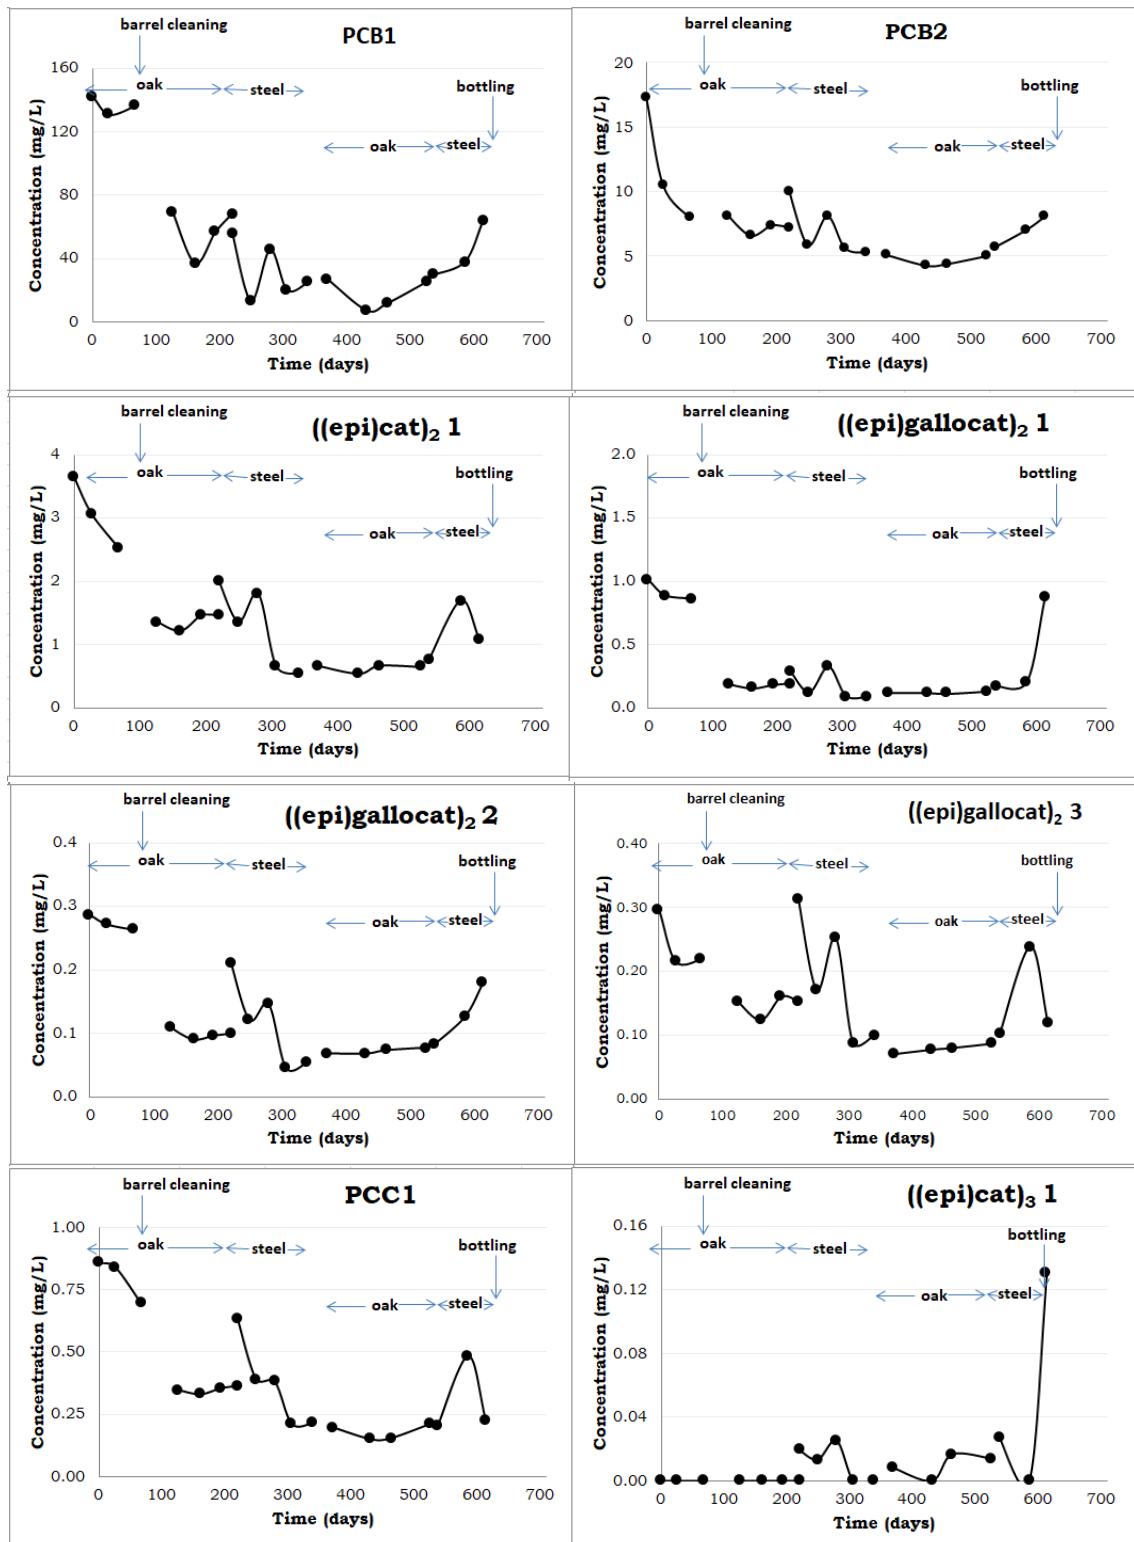 barrel cleaning
PCB1
160
oak
steel
bottling
120
oak
steel
80
40
0
0 100 200 300 400 500 600 700
Time (days)
Concentration (mg/L)
barrel cleaning
PCB2
20
oak
steel
bottling
15
oak
steel
10
5
0
0 100 200 300 400 500 600 700
Time (days)
Concentration (mg/L)
barrel cleaning
((epi)cat)₂ 1
4
oak
steel
bottling
3
oak
steel
2
1
0
0 100 200 300 400 500 600 700
Time (days)
Concentration (mg/L)
barrel cleaning
((epi)gallocat)₂ 1
2.0
oak
steel
bottling
1.5
oak
steel
1.0
0.5
0.0
0 100 200 300 400 500 600 700
Time (days)
Concentration (mg/L)
barrel cleaning
((epi)gallocat)₂ 2
0.4
oak
steel
bottling
0.3
oak
steel
0.2
0.1
0.0
0 100 200 300 400 500 600 700
Time (days)
Concentration (mg/L)
barrel cleaning
((epi)gallocat)₂ 3
0.40
oak
steel
bottling
0.30
oak
steel
0.20
0.10
0.00
0 100 200 300 400 500 600 700
Time (days)
Concentration (mg/L)
barrel cleaning
PCC1
1.00
oak
steel
bottling
0.75
oak
steel
0.50
0.25
0.00
0 100 200 300 400 500 600 700
Time (days)
Concentration (mg/L)
barrel cleaning
((epi)cat)₃ 1
0.16
oak
steel
bottling
0.12
oak
steel
0.08
0.04
0.00
0 100 200 300 400 500 600 700
Time (days)
Concentration (mg/L)